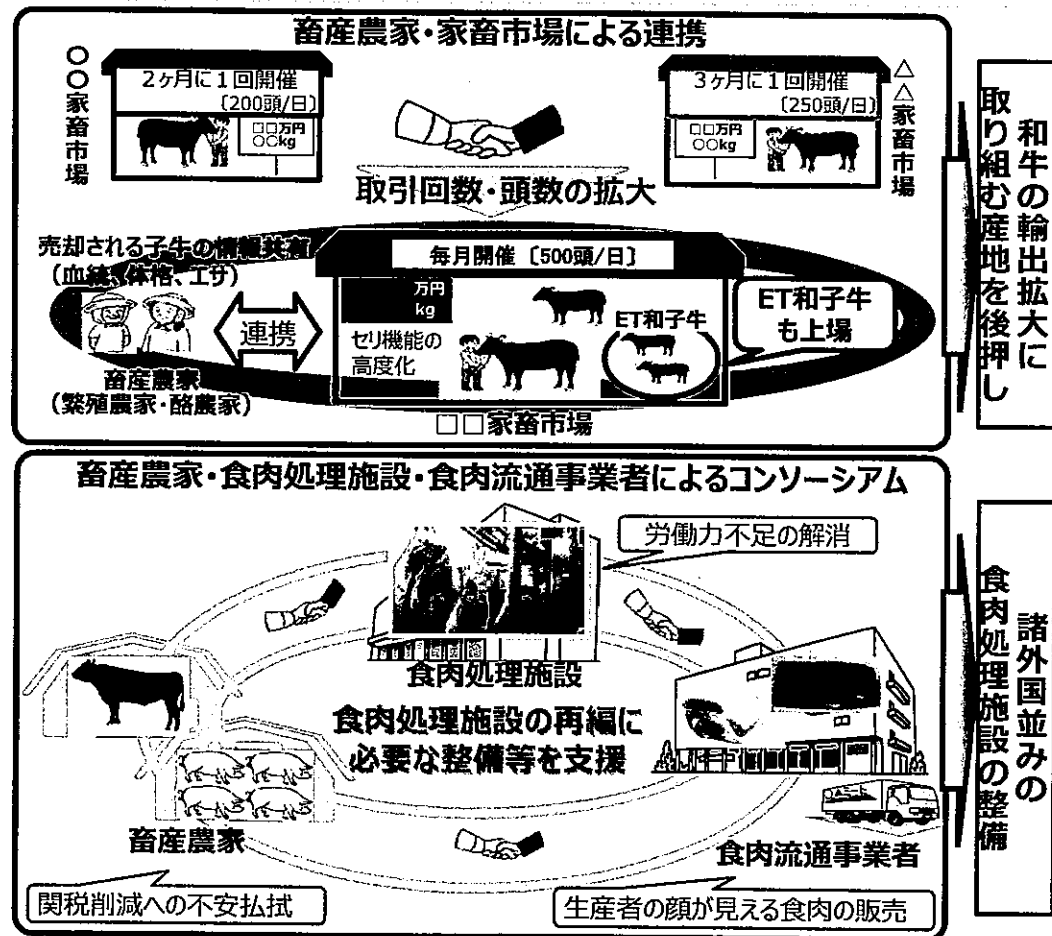 畜産農家・家畜市場による連携
〇〇家畜市場
2ヶ月に1回開催
〔200頭/日〕
□□万円
〇〇kg
3ヶ月に1回開催
〔250頭/日〕
□□万円
〇〇kg
△△家畜市場
取引回数・頭数の拡大
売却される子牛の情報共有
（血統、体格、エサ）
連携
畜産農家
（繁殖農家・酪農家）
毎月開催〔500頭/日〕
万円
kg
セリ機能の
高度化
ET和子牛
ET和子牛
も上場
□□家畜市場
和牛の輸出拡大に
取り組む産地を後押し
畜産農家・食肉処理施設・食肉流通事業者によるコンソーシアム
労働力不足の解消
食肉処理施設
食肉処理施設の再編に
必要な整備等を支援
畜産農家
食肉流通事業者
関税削減への不安払拭
生産者の顔が見える食肉の販売
諸外国並みの
食肉処理施設の整備